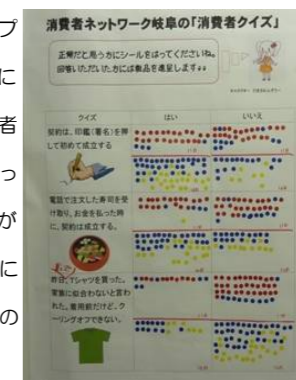 消費者ネットワーク岐阜の「消費者クイズ」
正解だと思う方にシールをはってくださいね。
回答いただいた方には粗品を進呈します。
クイズ
はい
いいえ
契約は、印鑑(署名)を押
して初めて成立する
電話で注文した寿司を受
け取り、お金を払った時
に、契約は成立する。
昨日、Tシャツを買った。
家族に似合わないと言わ
れた。着用前だけど、ク
ーリングオフできない。
プ
に
者
っ
が
に
の